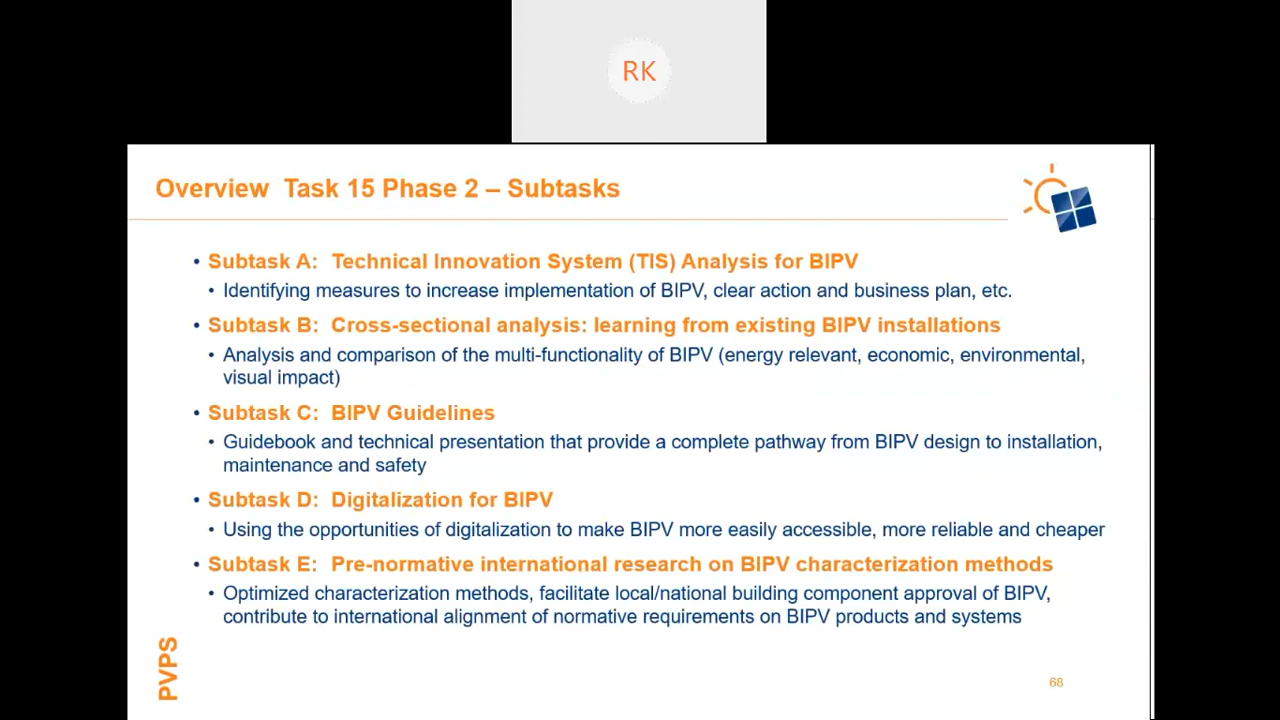 RK
Overview Task 15 Phase 2 – Subtasks
• Subtask A: Technical Innovation System (TIS) Analysis for BIPV
• Identifying measures to increase implementation of BIPV, clear action and business plan, etc.
• Subtask B: Cross-sectional analysis: learning from existing BIPV installations
• Analysis and comparison of the multi-functionality of BIPV (energy relevant, economic, environmental,
visual impact)
• Subtask C: BIPV Guidelines
• Guidebook and technical presentation that provide a complete pathway from BIPV design to installation,
maintenance and safety
• Subtask D: Digitalization for BIPV
• Using the opportunities of digitalization to make BIPV more easily accessible, more reliable and cheaper
• Subtask E: Pre-normative international research on BIPV characterization methods
• Optimized characterization methods, facilitate local/national building component approval of BIPV,
contribute to international alignment of normative requirements on BIPV products and systems
PVPS
68